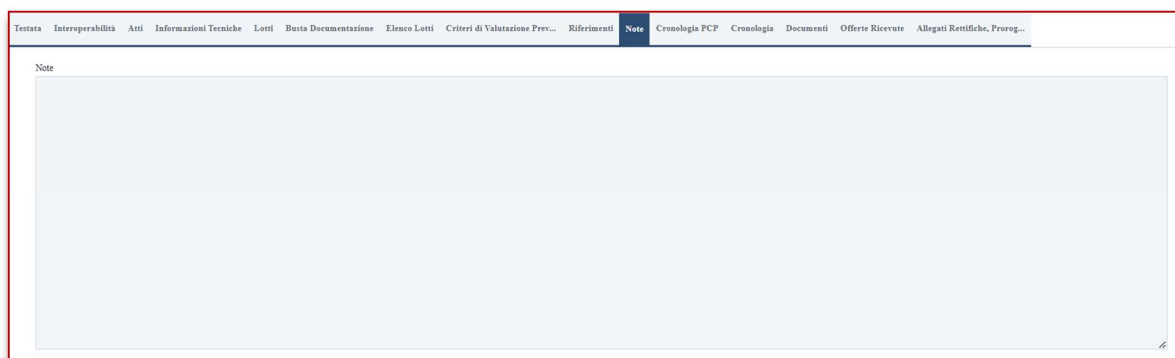 Testata Interoperabilità Atti Informazioni Tecniche Lotti Busta Documentazione Elenco Lotti Criteri di Valutazione Prev... Riferimenti Note Cronologia PCP Cronologia Documenti Offerte Ricevute Allegati Rettifiche, Prorog...
Note